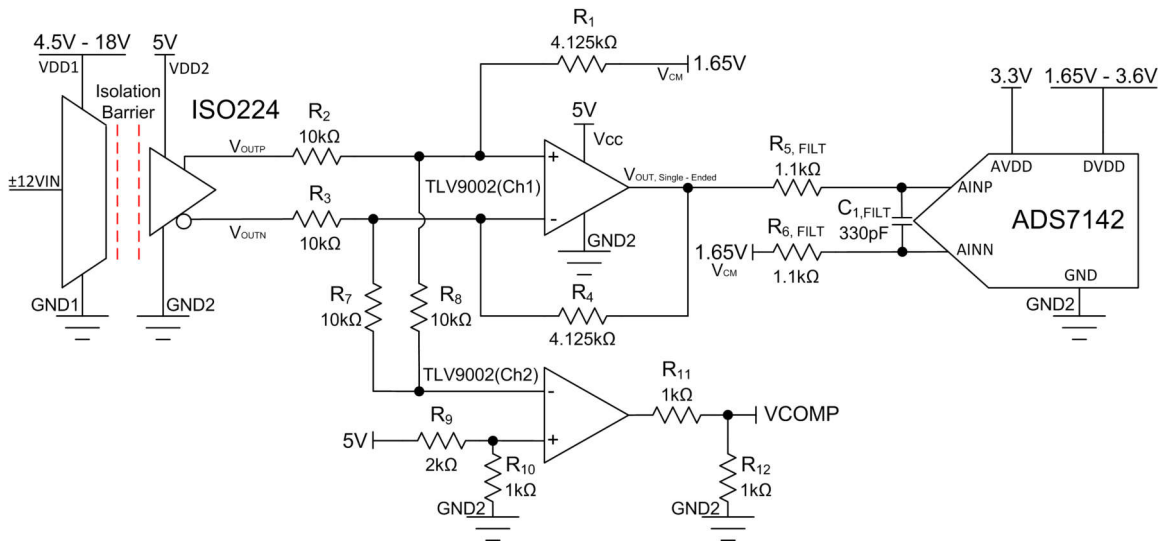 4.5V - 18V
VDD1
5V
VDD2
Isolation
Barrier
ISO224
±12VIN
GND1
GND2
VOUTP
VOUTN
R2
10kΩ
R3
10kΩ
R1
4.125kΩ
VCM
1.65V
5V
Vcc
TLV9002(Ch1)
+
-
GND2
VOUT, Single - Ended
R4
4.125kΩ
R5, FILT
1.1kΩ
C1,FILT
330pF
R6, FILT
1.1kΩ
1.65V
VCM
3.3V
1.65V - 3.6V
AVDD
DVDD
AINP
AINN
ADS7142
GND
GND2
R7
10kΩ
R8
10kΩ
TLV9002(Ch2)
-
+
5V
R9
2kΩ
R10
1kΩ
GND2
R11
1kΩ
VCOMP
R12
1kΩ
GND2